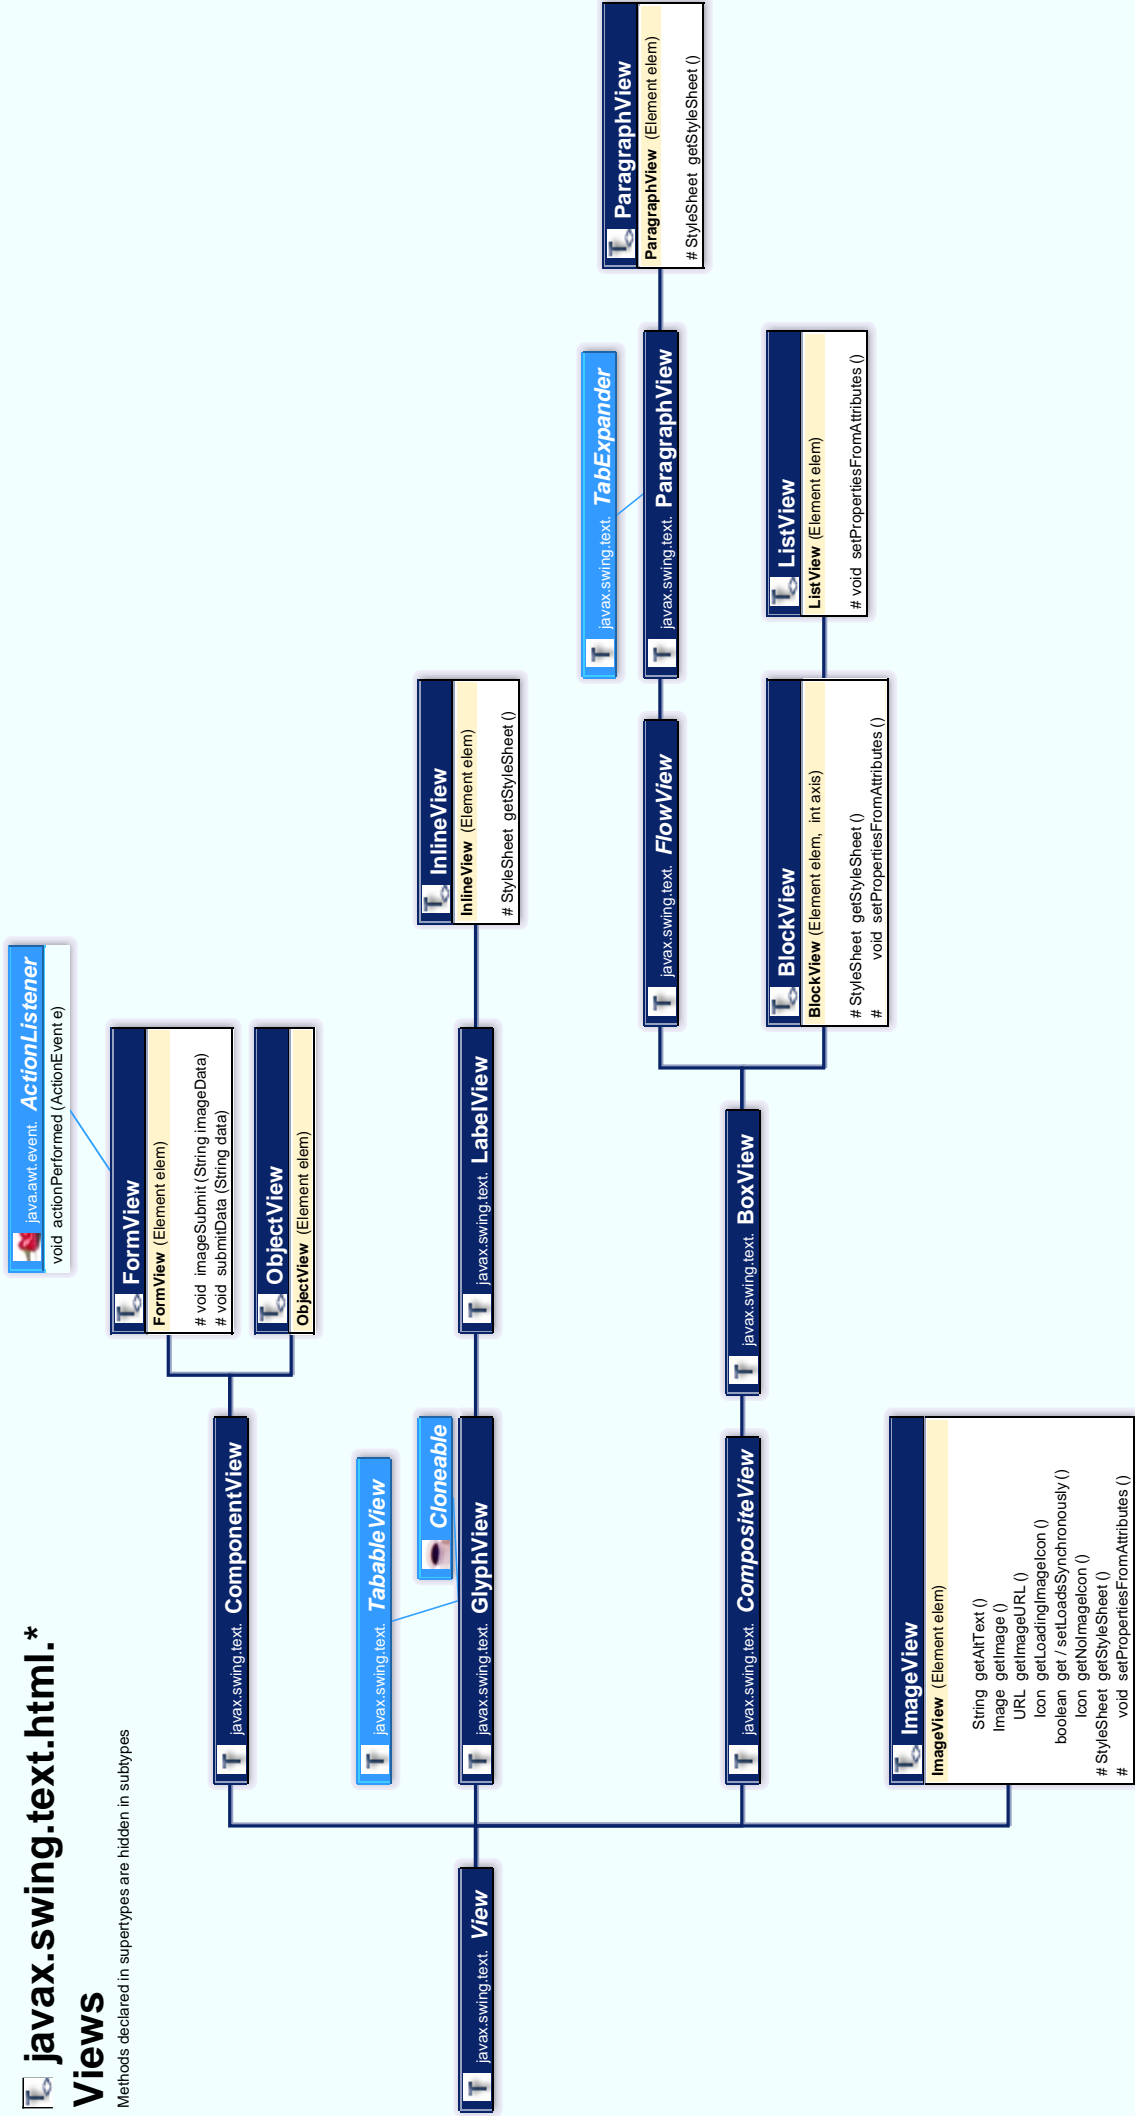 javax.swing.text.html.*
Views
Methods declared in supertypes are hidden in subtypes
javax.swing.text. View
javax.swing.text. ComponentView
java.awt.event. ActionListener
void actionPerformed (ActionEvent e)
FormView
FormView (Element elem)
# void imageSubmit (String imageData)
# void submitData (String data)
ObjectView
ObjectView (Element elem)
javax.swing.text. TabableView
Cloneable
javax.swing.text. GlyphView
javax.swing.text. LabelView
InlineView
InlineView (Element elem)
# StyleSheet getStyleSheet ()
javax.swing.text. CompositeView
javax.swing.text. BoxView
javax.swing.text. FlowView
javax.swing.text. TabExpander
javax.swing.text. ParagraphView
ParagraphView
ParagraphView (Element elem)
# StyleSheet getStyleSheet ()
BlockView
BlockView (Element elem, int axis)
# StyleSheet getStyleSheet ()
# void setPropertiesFromAttributes ()
ListView
ListView (Element elem)
# void setPropertiesFromAttributes ()
ImageView
ImageView (Element elem)
String getAltText ()
Image getImage ()
URL getImageURL ()
Icon getLoadingImageIcon ()
boolean get / setLoadsSynchronously ()
Icon getNoImageIcon ()
# StyleSheet getStyleSheet ()
# void setPropertiesFromAttributes ()